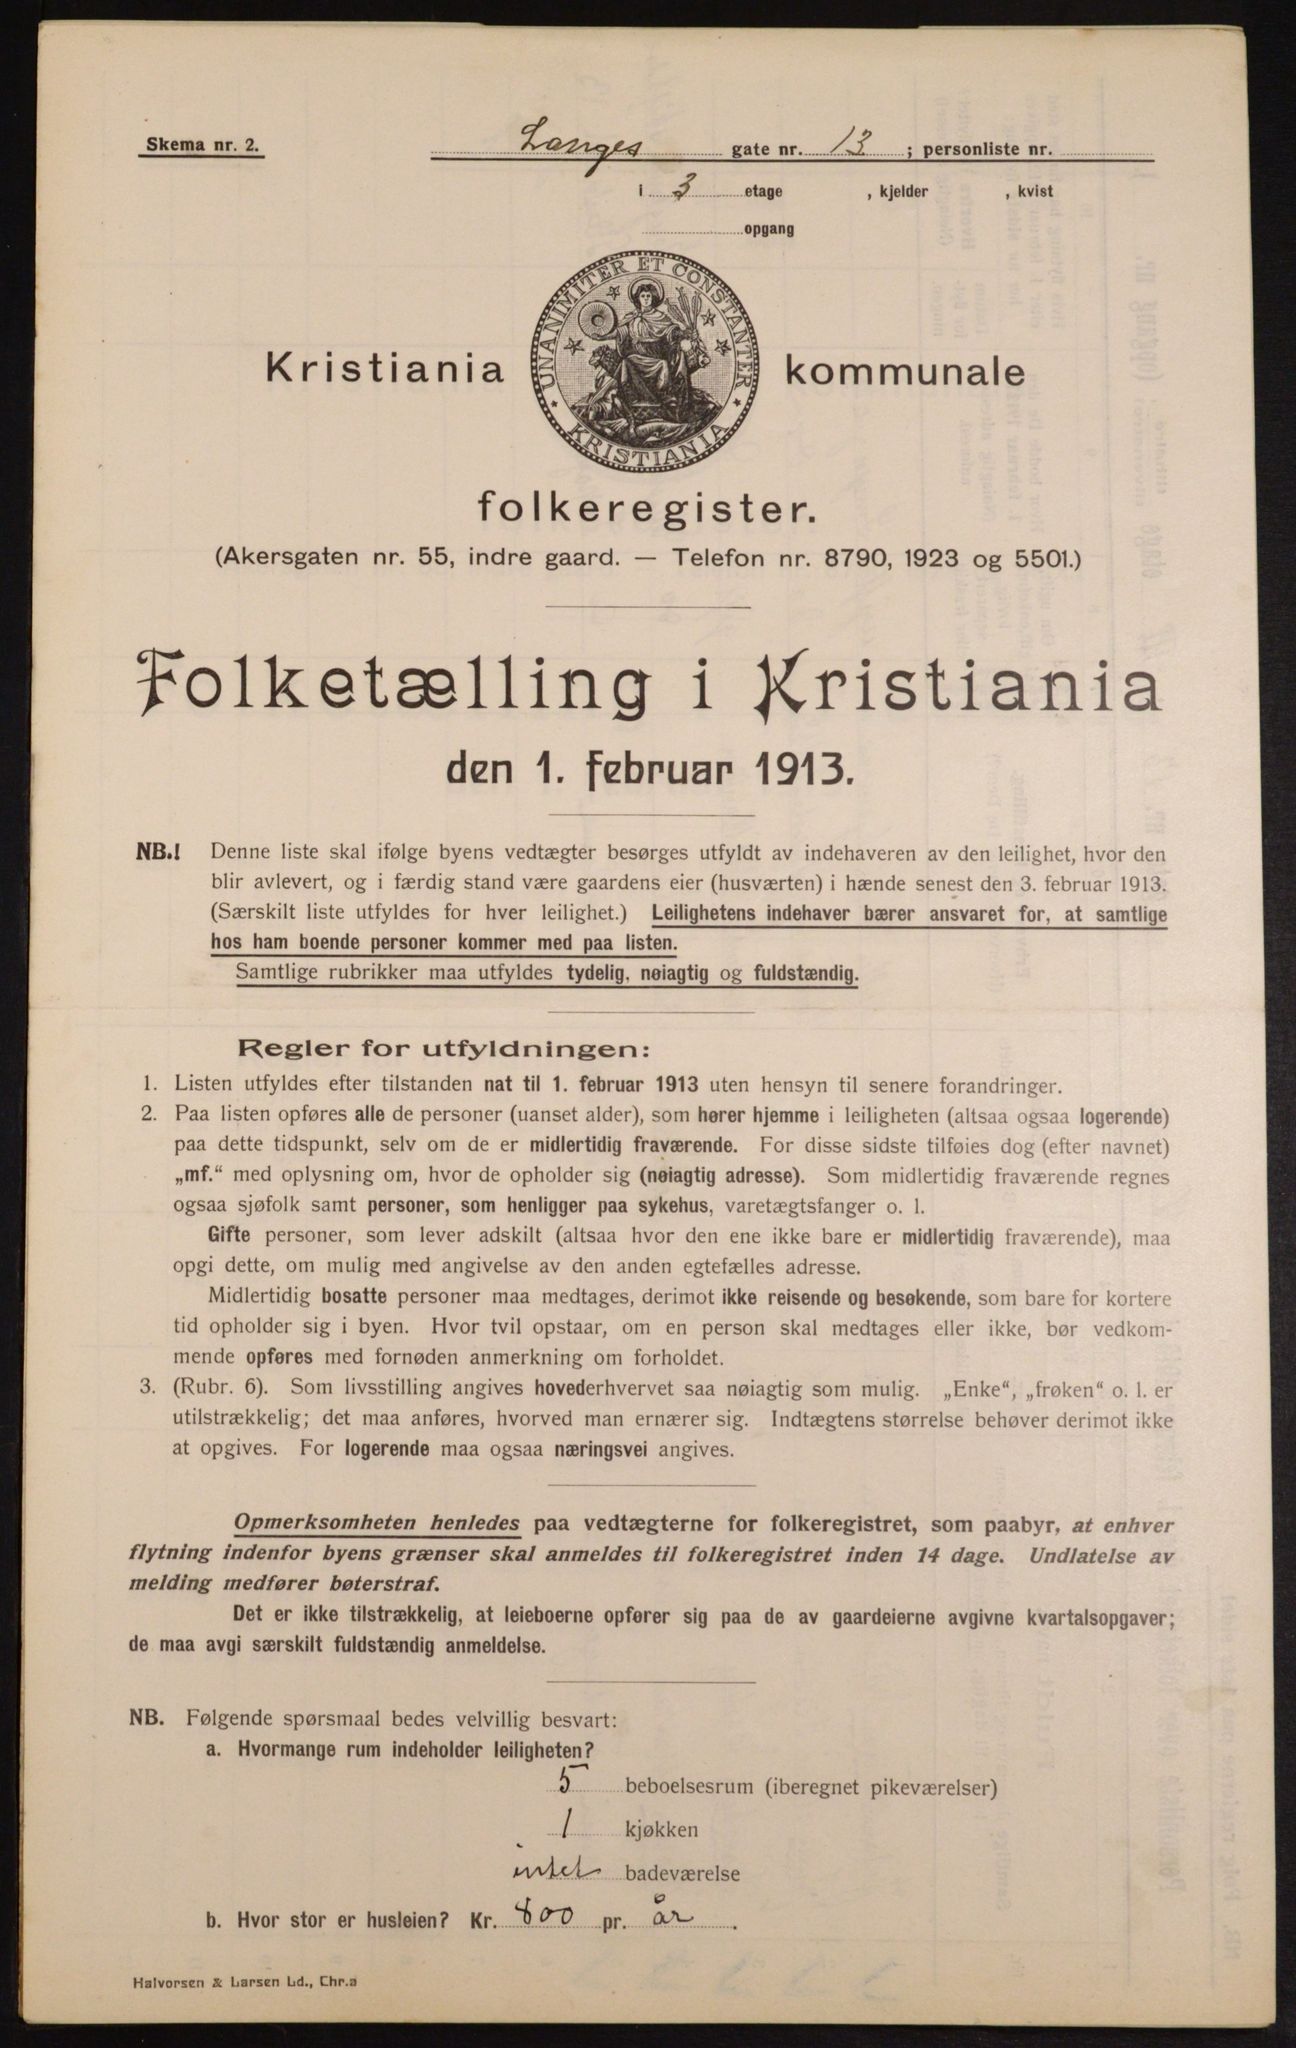 Skema nr. 2.
Langes gate nr. 13 ; personliste nr.
i 3 etage , kjelder , kvist
opgang
UNANIMITER ET CONSTANTER
KRISTIANIA
Kristiania kommunale
folkeregister.
(Akersgaten nr. 55, indre gaard. — Telefon nr. 8790, 1923 og 5501.)
Folketælling i Kristiania
den 1. februar 1913.
NB.! Denne liste skal ifølge byens vedtægter besørges utfyldt av indehaveren av den leilighet, hvor den
blir avlevert, og i færdig stand være gaardens eier (husværten) i hænde senest den 3. februar 1913.
(Særskilt liste utfyldes for hver leilighet.) Leilighetens indehaver bærer ansvaret for, at samtlige
hos ham boende personer kommer med paa listen.
Samtlige rubrikker maa utfyldes tydelig, nøiagtig og fuldstændig.
Regler for utfyldningen:
1. Listen utfyldes efter tilstanden nat til 1. februar 1913 uten hensyn til senere forandringer.
2. Paa listen opføres alle de personer (uanset alder), som hører hjemme i leiligheten (altsaa ogsaa logerende)
paa dette tidspunkt, selv om de er midlertidig fraværende. For disse sidste tilføies dog (efter navnet)
„mf.“ med oplysning om, hvor de opholder sig (nøiagtig adresse). Som midlertidig fraværende regnes
ogsaa sjøfolk samt personer, som henligger paa sykehus, varetægtsfanger o. l.
Gifte personer, som lever adskilt (altsaa hvor den ene ikke bare er midlertidig fraværende), maa
opgi dette, om mulig med angivelse av den anden egtefælles adresse.
Midlertidig bosatte personer maa medtages, derimot ikke reisende og besøkende, som bare for kortere
tid opholder sig i byen. Hvor tvil opstaar, om en person skal medtages eller ikke, bør vedkom-
mende opføres med fornøden anmerkning om forholdet.
3. (Rubr. 6). Som livsstilling angives hovederhvervet saa nøiagtig som mulig. „Enke“, „frøken“ o. l. er
utilstrækkelig; det maa anføres, hvorved man ernærer sig. Indtægtens størrelse behøver derimot ikke
at opgives. For logerende maa ogsaa næringsvei angives.
Opmerksomheten henledes paa vedtægterne for folkeregistret, som paabyr, at enhver
flytning indenfor byens grænser skal anmeldes til folkeregistret inden 14 dage. Undlatelse av
melding medfører bøterstraf.
Det er ikke tilstrækkelig, at leieboerne opfører sig paa de av gaardeierne avgivne kvartalsopgaver;
de maa avgi særskilt fuldstændig anmeldelse.
NB. Følgende spørsmaal bedes velvillig besvart:
a. Hvormange rum indeholder leiligheten?
5 beboelsesrum (iberegnet pikeværelser)
1 kjøkken
intet badeværelse
b. Hvor stor er husleien? Kr. 800 pr. år .
Halvorsen & Larsen Ld., Chr.a